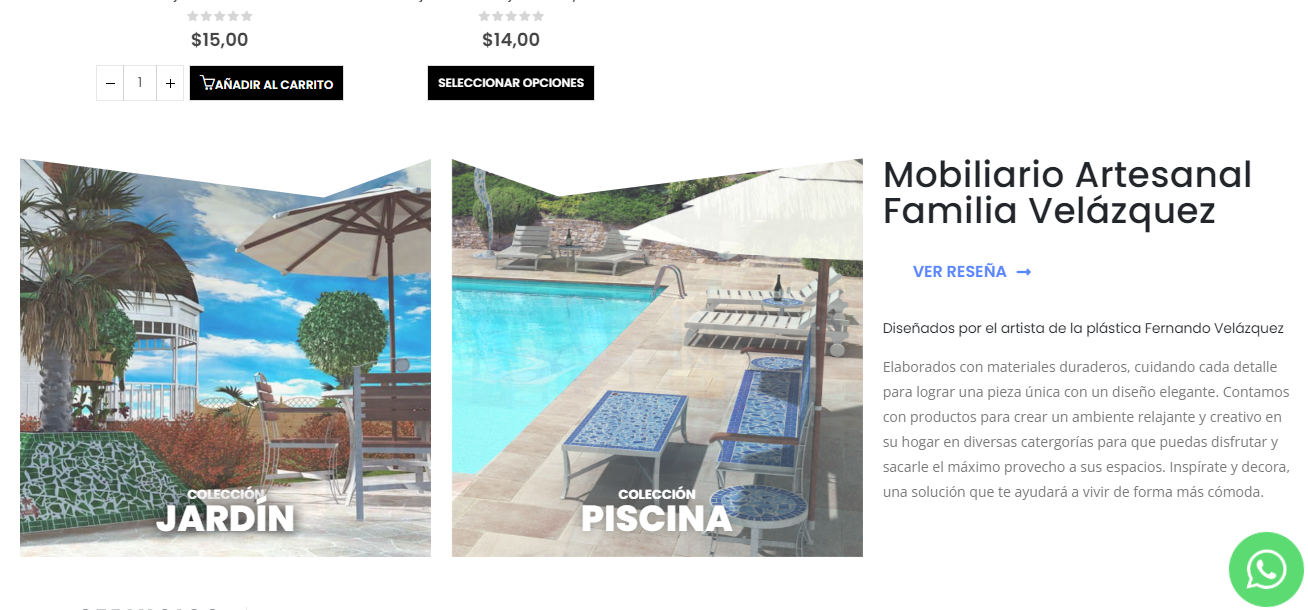 $15,00
$14,00
− 1 + AÑADIR AL CARRITO
SELECCIONAR OPCIONES
COLECCIÓN
JARDÍN
COLECCIÓN
PISCINA
Mobiliario Artesanal
Familia Velázquez
VER RESEÑA →
Diseñados por el artista de la plástica Fernando Velázquez
Elaborados con materiales duraderos, cuidando cada detalle
para lograr una pieza única con un diseño elegante. Contamos
con productos para crear un ambiente relajante y creativo en
su hogar en diversas catergorías para que puedas disfrutar y
sacarle el máximo provecho a sus espacios. Inspírate y decora,
una solución que te ayudará a vivir de forma más cómoda.